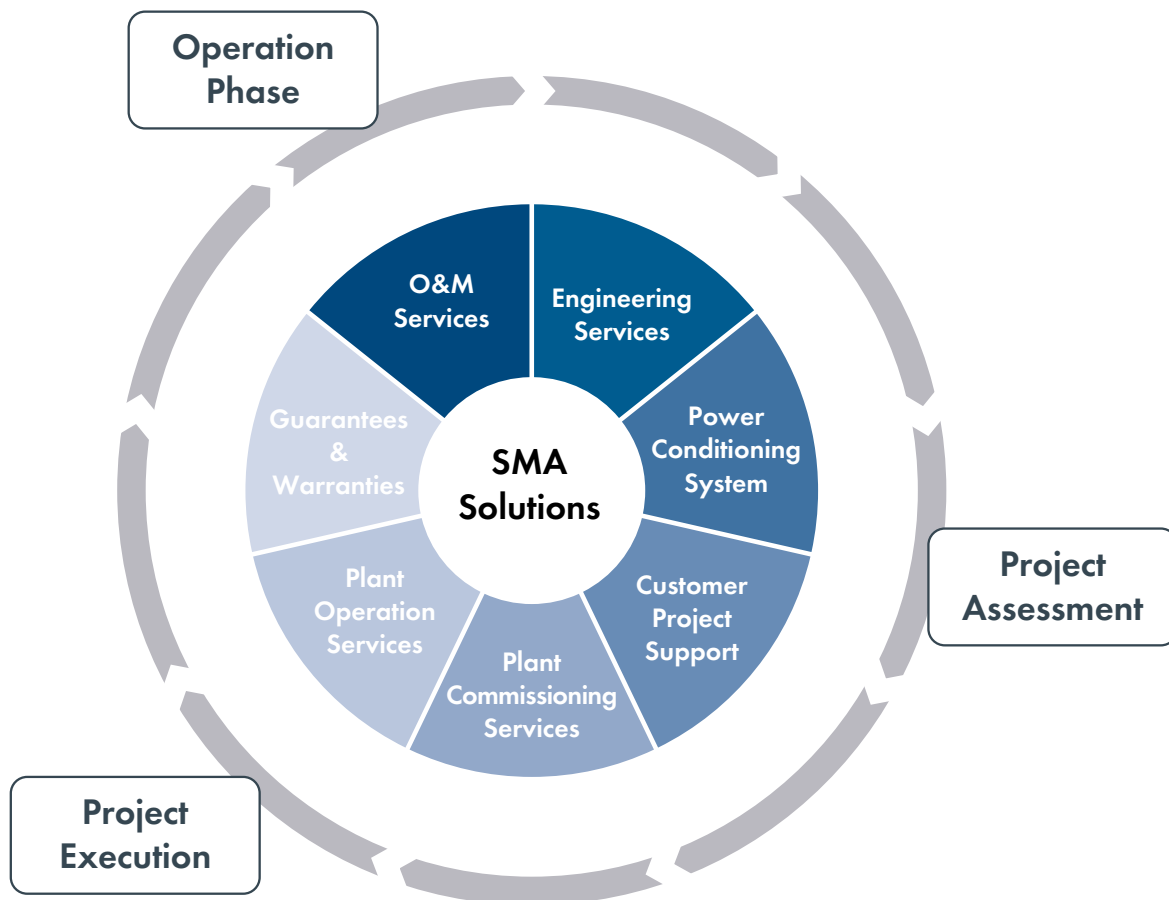 Operation
Phase
O&M
Services
Engineering
Services
Guarantees
&
Warranties
Power
Conditioning
System
SMA
Solutions
Project
Assessment
Plant
Operation
Services
Customer
Project
Support
Plant
Commissioning
Services
Project
Execution